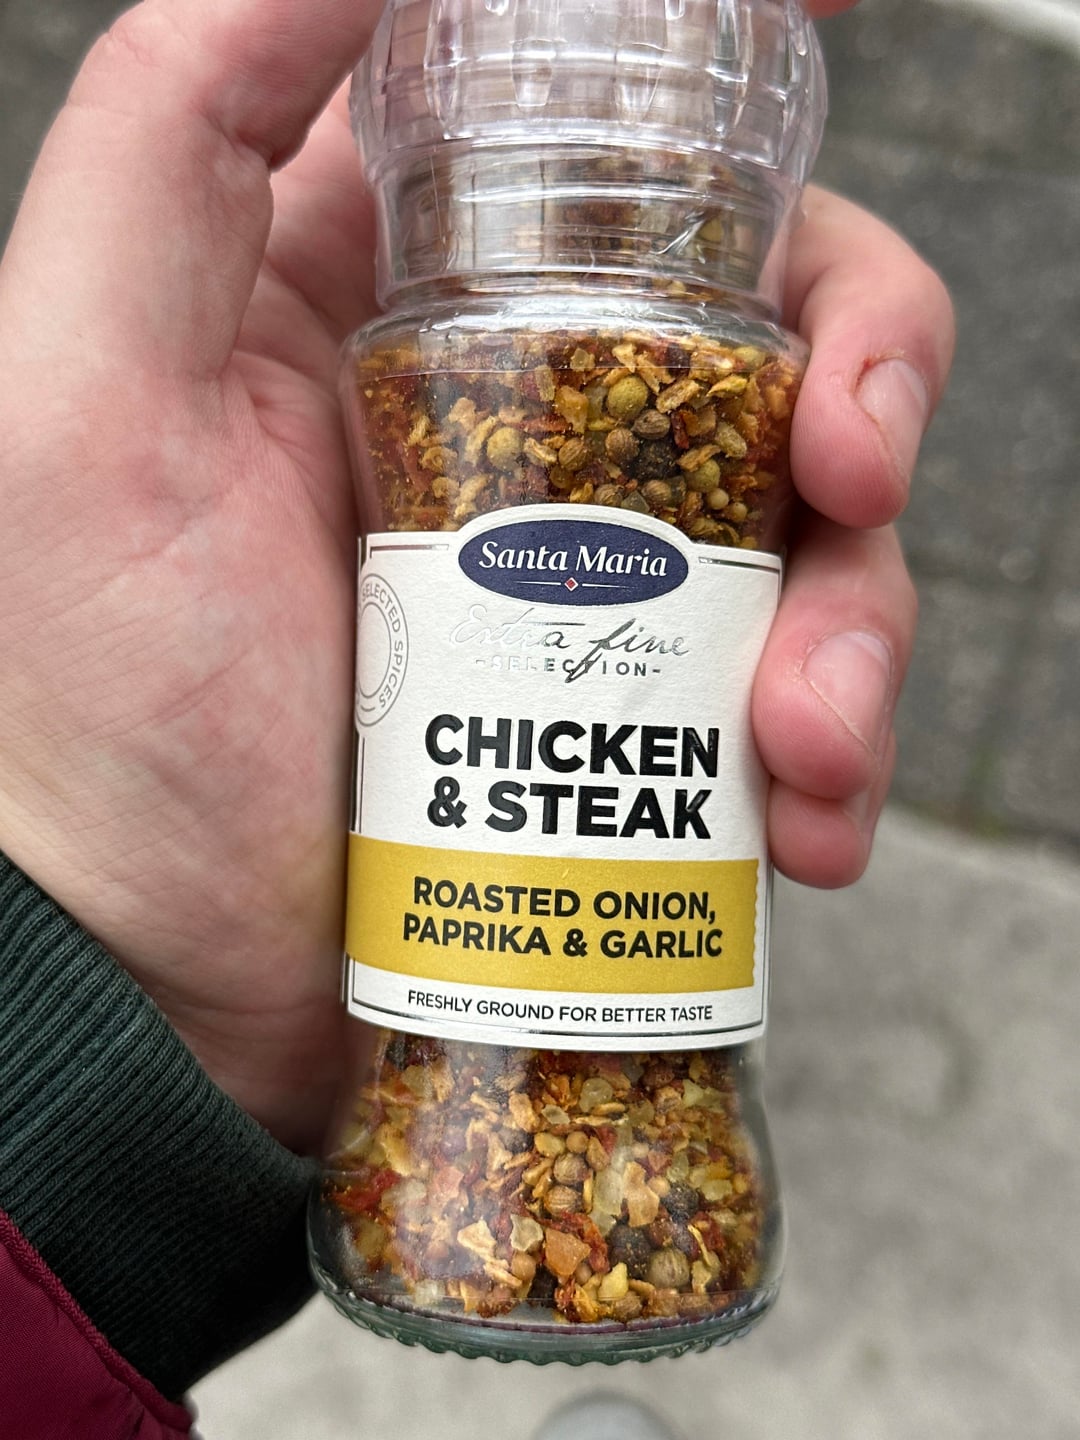 Santa Maria
Extra fine
-SELECTION-
SELECTED SPICES
CHICKEN
& STEAK
ROASTED ONION,
PAPRIKA & GARLIC
FRESHLY GROUND FOR BETTER TASTE